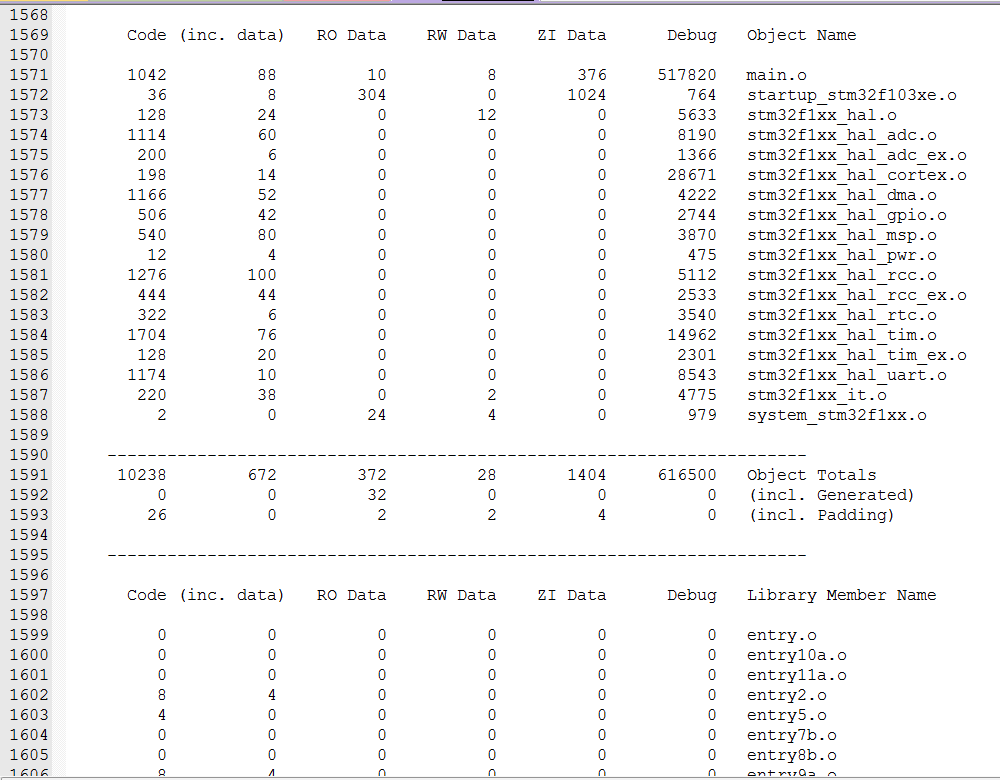 1568
1569 Code (inc. data) RO Data RW Data ZI Data Debug Object Name
1570
1571 1042 88 10 8 376 517820 main.o
1572 36 8 304 0 1024 764 startup_stm32f103xe.o
1573 128 24 0 12 0 5633 stm32f1xx_hal.o
1574 1114 60 0 0 0 8190 stm32f1xx_hal_adc.o
1575 200 6 0 0 0 1366 stm32f1xx_hal_adc_ex.o
1576 198 14 0 0 0 28671 stm32f1xx_hal_cortex.o
1577 1166 52 0 0 0 4222 stm32f1xx_hal_dma.o
1578 506 42 0 0 0 2744 stm32f1xx_hal_gpio.o
1579 540 80 0 0 0 3870 stm32f1xx_hal_msp.o
1580 12 4 0 0 0 475 stm32f1xx_hal_pwr.o
1581 1276 100 0 0 0 5112 stm32f1xx_hal_rcc.o
1582 444 44 0 0 0 2533 stm32f1xx_hal_rcc_ex.o
1583 322 6 0 0 0 3540 stm32f1xx_hal_rtc.o
1584 1704 76 0 0 0 14962 stm32f1xx_hal_tim.o
1585 128 20 0 0 0 2301 stm32f1xx_hal_tim_ex.o
1586 1174 10 0 0 0 8543 stm32f1xx_hal_uart.o
1587 220 38 0 2 0 4775 stm32f1xx_it.o
1588 2 0 24 4 0 979 system_stm32f1xx.o
1589
1590 ----------------------------------------------------------------------
1591 10238 672 372 28 1404 616500 Object Totals
1592 0 0 32 0 0 0 (incl. Generated)
1593 26 0 2 2 4 0 (incl. Padding)
1594
1595 ----------------------------------------------------------------------
1596
1597 Code (inc. data) RO Data RW Data ZI Data Debug Library Member Name
1598
1599 0 0 0 0 0 0 entry.o
1600 0 0 0 0 0 0 entry10a.o
1601 0 0 0 0 0 0 entry11a.o
1602 8 4 0 0 0 0 entry2.o
1603 4 0 0 0 0 0 entry5.o
1604 0 0 0 0 0 0 entry7b.o
1605 0 0 0 0 0 0 entry8b.o
1606 8 4 0 0 0 0 entry9a.o